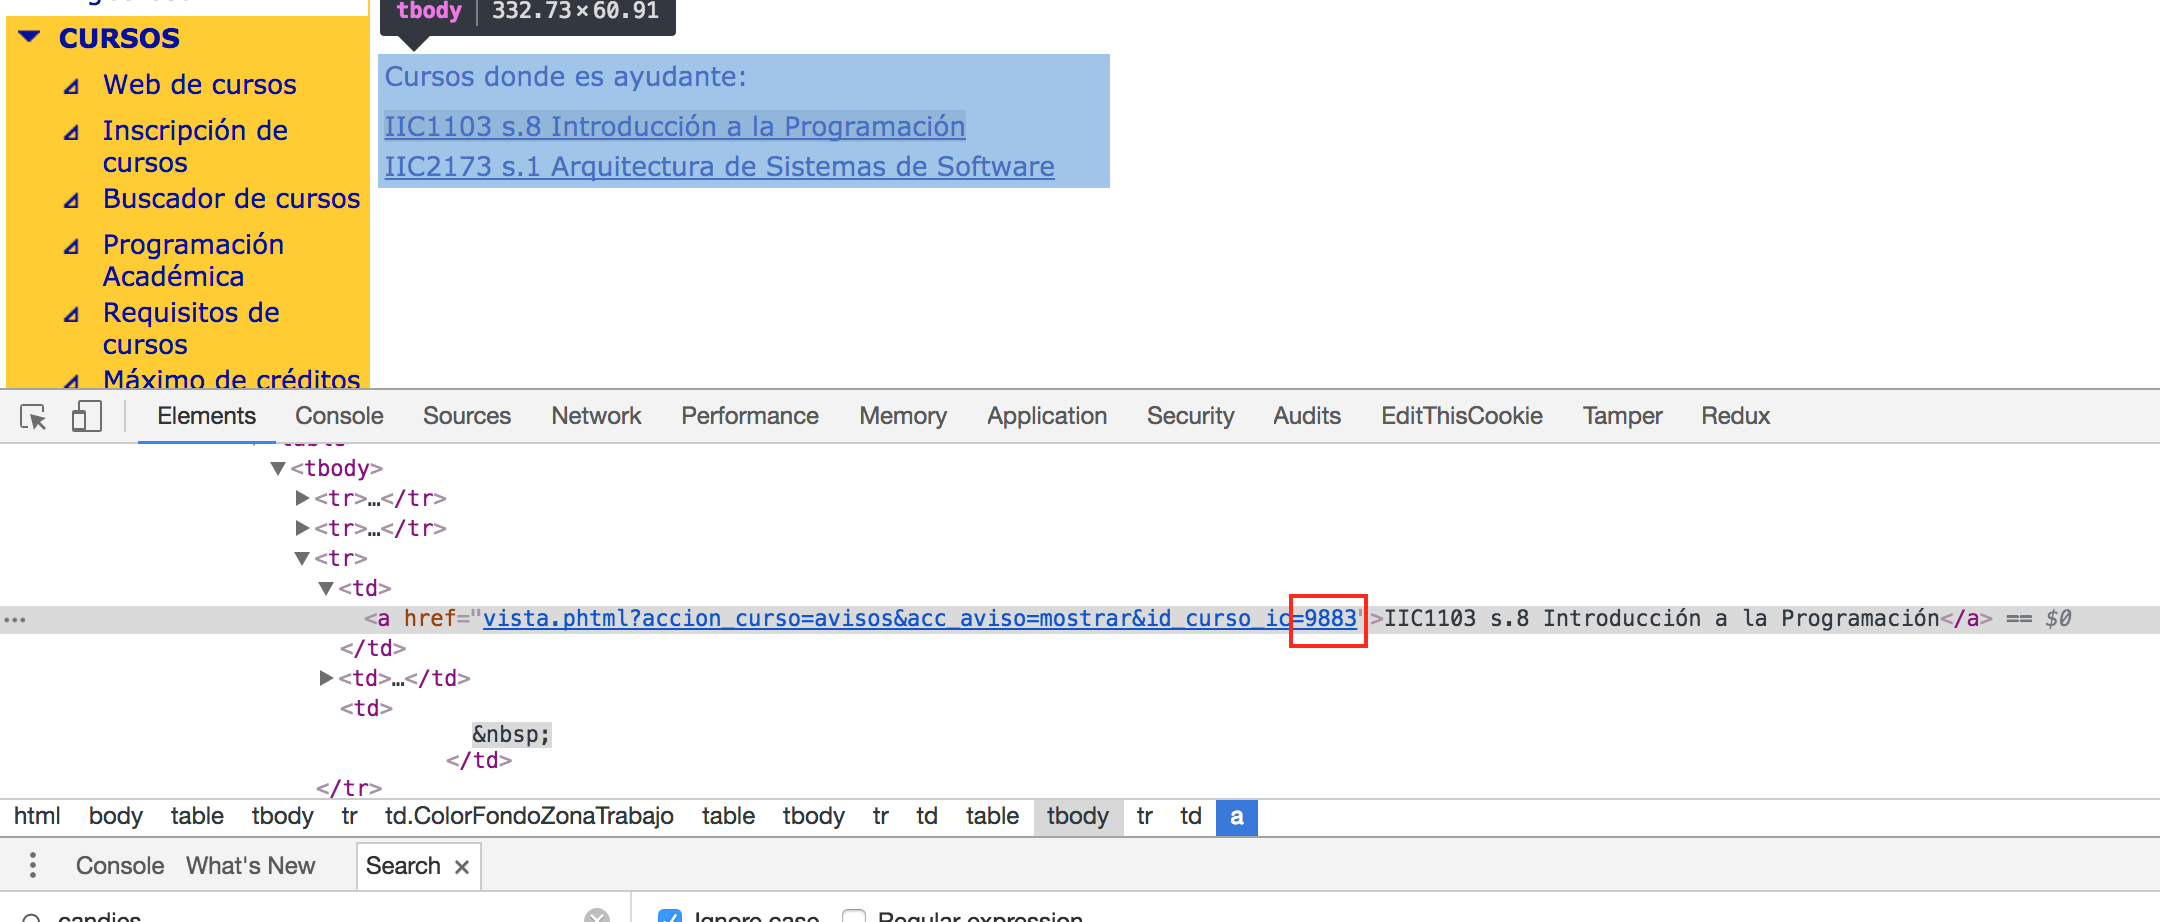 tbody 332.73×60.91
CURSOS
Web de cursos
Inscripción de
cursos
Buscador de cursos
Programación
Académica
Requisitos de
cursos
Máximo de créditos
Cursos donde es ayudante:
IIC1103 s.8 Introducción a la Programación
IIC2173 s.1 Arquitectura de Sistemas de Software
Elements Console Sources Network Performance Memory Application Security Audits EditThisCookie Tamper Redux
<tbody>
<tr>…</tr>
<tr>…</tr>
<tr>
<td>
<a href="vista.phtml?accion_curso=avisos&acc_aviso=mostrar&id_curso_ic=9883">IIC1103 s.8 Introducción a la Programación</a> == $0
</td>
<td>…</td>
<td>
&nbsp;
</td>
</tr>
html body table tbody tr td.ColorFondoZonaTrabajo table tbody tr td table tbody tr td a
Console What's New Search ×
candies
Ignore case Regular expression